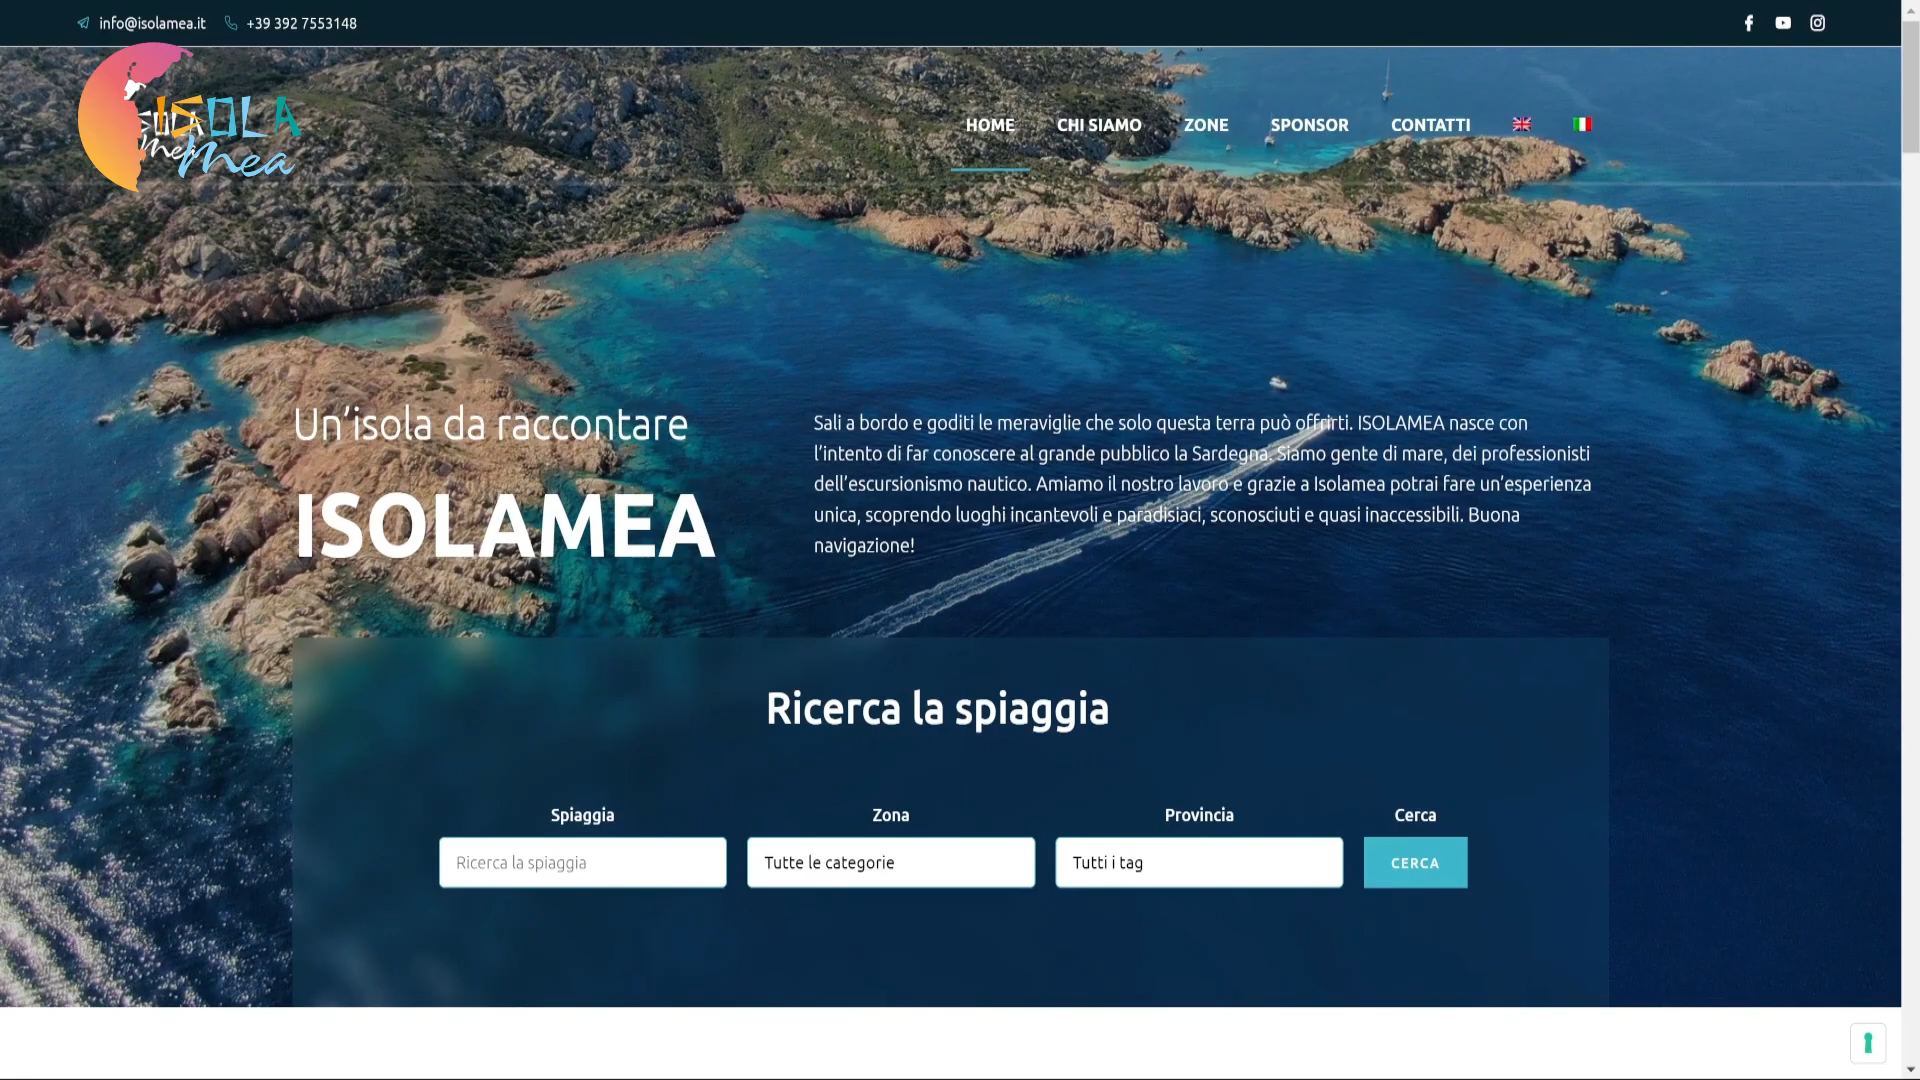 info@isolamea.it +39 392 7553148
ISOLA
mea
HOME CHI SIAMO ZONE SPONSOR CONTATTI
Un’isola da raccontare
ISOLAMEA
Sali a bordo e goditi le meraviglie che solo questa terra può offrirti. ISOLAMEA nasce con
l’intento di far conoscere al grande pubblico la Sardegna. Siamo gente di mare, dei professionisti
dell’escursionismo nautico. Amiamo il nostro lavoro e grazie a Isolamea potrai fare un’esperienza
unica, scoprendo luoghi incantevoli e paradisiaci, sconosciuti e quasi inaccessibili. Buona
navigazione!
Ricerca la spiaggia
Spiaggia Zona Provincia Cerca
Ricerca la spiaggia Tutte le categorie Tutti i tag CERCA